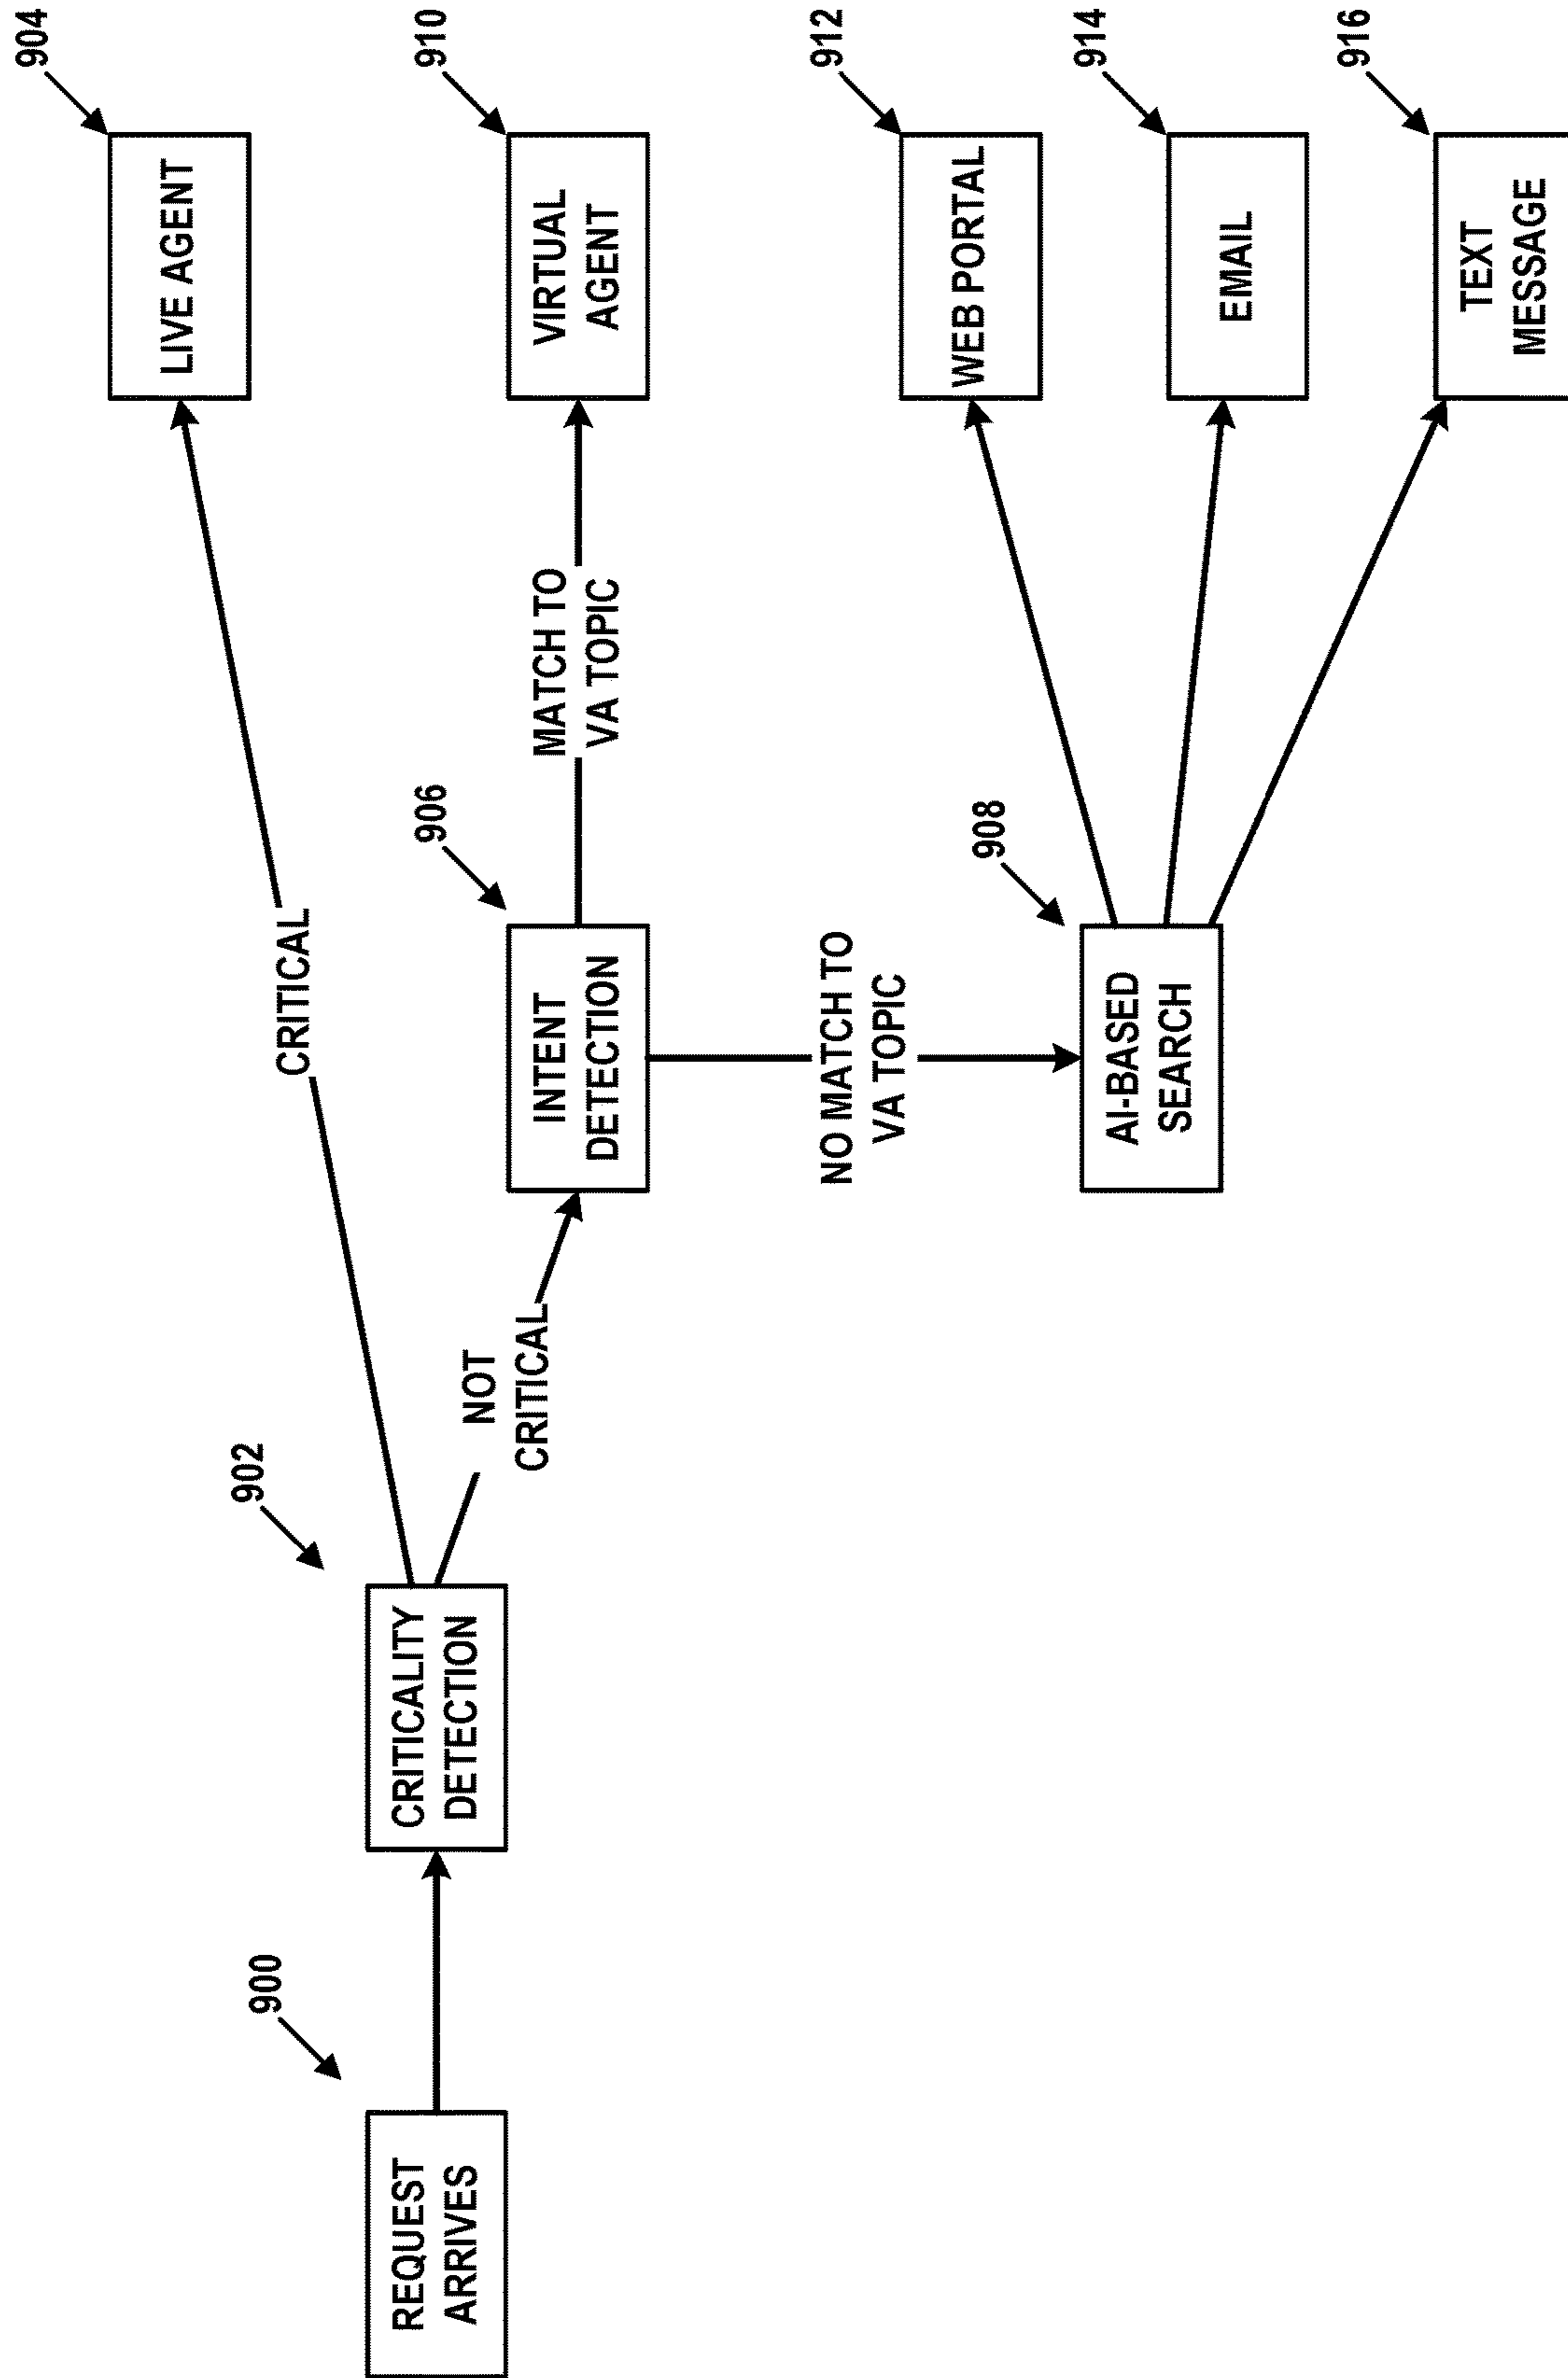 904
LIVE AGENT
910
VIRTUAL
AGENT
912
WEB PORTAL
914
EMAIL
916
TEXT
MESSAGE
CRITICAL
MATCH TO
VA TOPIC
906
INTENT
DETECTION
NO MATCH TO
VA TOPIC
908
AI-BASED
SEARCH
NOT
CRITICAL
902
CRITICALITY
DETECTION
900
REQUEST
ARRIVES